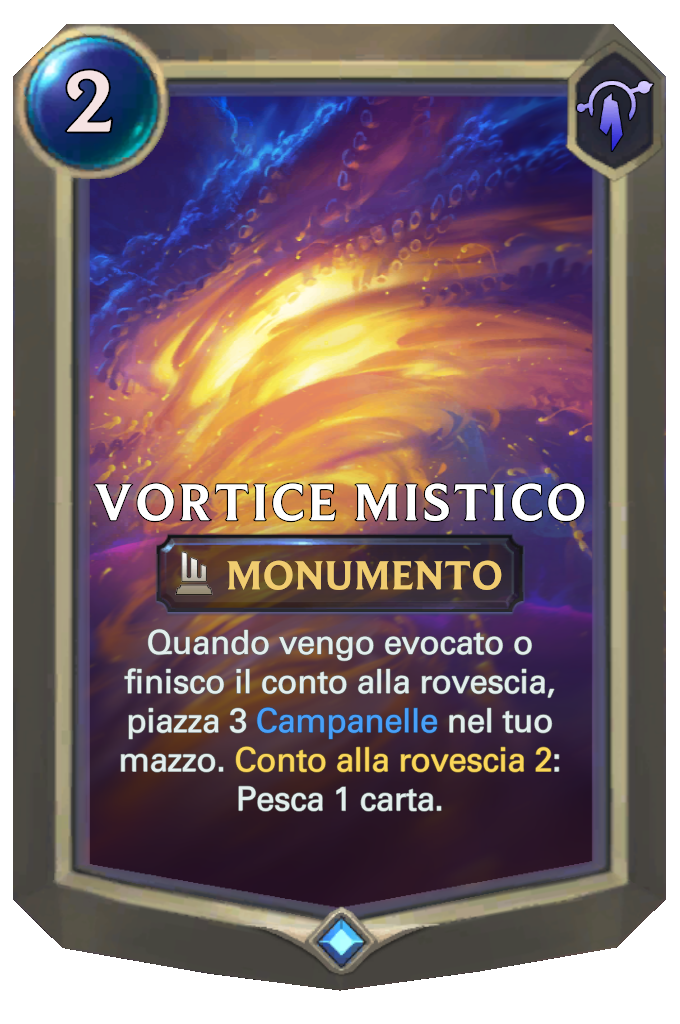 2
VORTICE MISTICO
MONUMENTO
Quando vengo evocato o
finisco il conto alla rovescia,
piazza 3 Campanelle nel tuo
mazzo. Conto alla rovescia 2:
Pesca 1 carta.